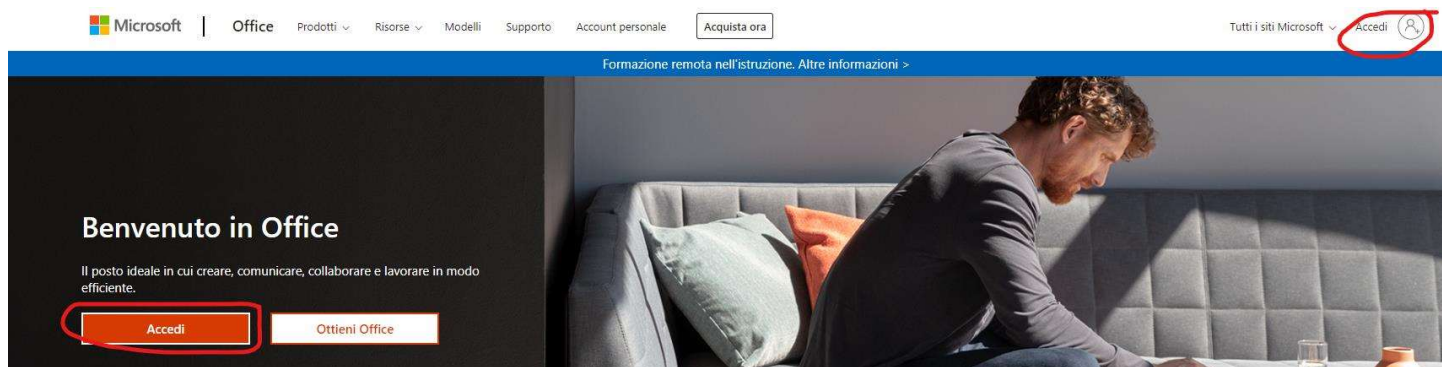 Microsoft Office Prodotti Risorse Modelli Supporto Account personale Acquista ora Tutti i siti Microsoft Accedi
Formazione remota nell'istruzione. Altre informazioni >
Benvenuto in Office
Il posto ideale in cui creare, comunicare, collaborare e lavorare in modo
efficiente.
Accedi Ottieni Office